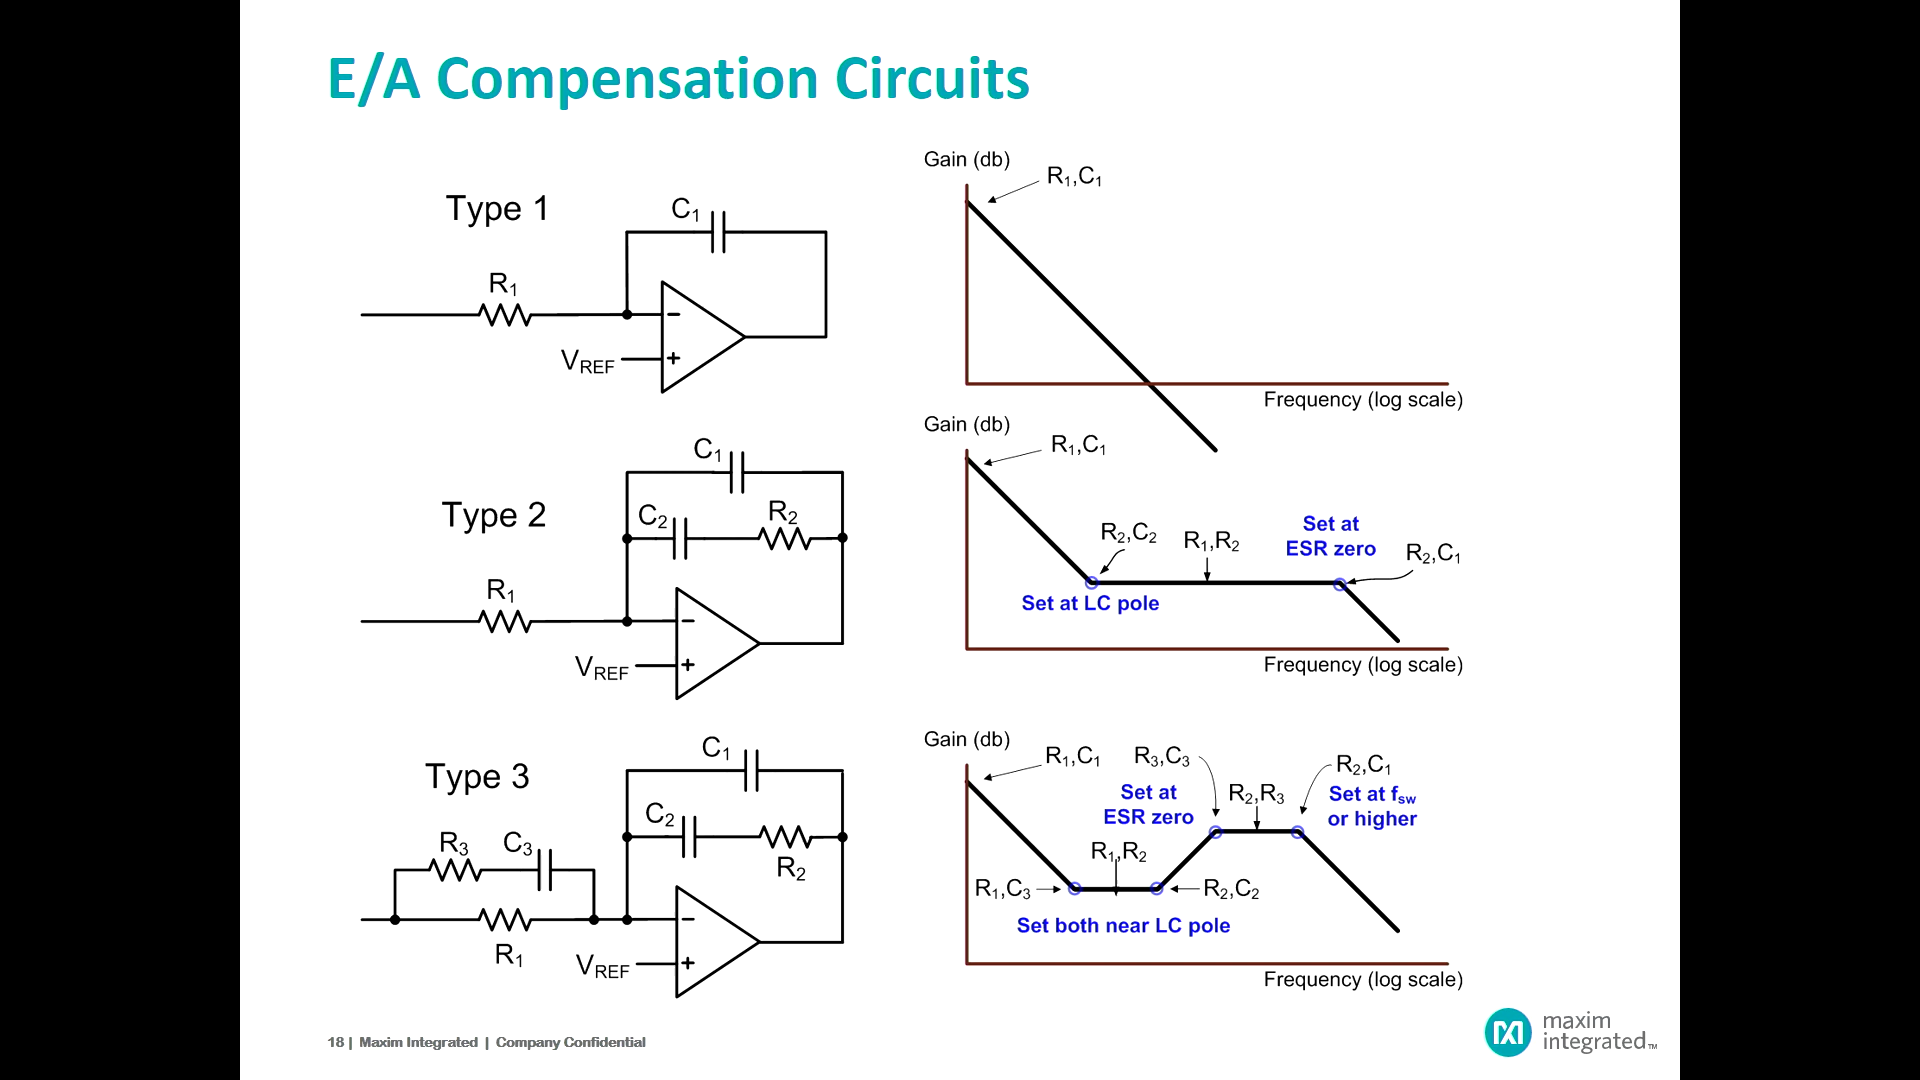 E/A Compensation Circuits
Type 1
C1
R1
−
VREF
+
Gain (db)
R1,C1
Frequency (log scale)
Type 2
C1
C2
R2
R1
−
VREF
+
Gain (db)
R1,C1
R2,C2
R1,R2
Set at
ESR zero
R2,C1
Set at LC pole
Frequency (log scale)
Type 3
C1
C2
R2
R3
C3
R1
−
VREF
+
Gain (db)
R1,C1
R3,C3
R2,C1
Set at
ESR zero
R2,R3
Set at fsw
or higher
R1,R2
R1,C3
R2,C2
Set both near LC pole
Frequency (log scale)
18 | Maxim Integrated | Company Confidential
maxim
integrated™